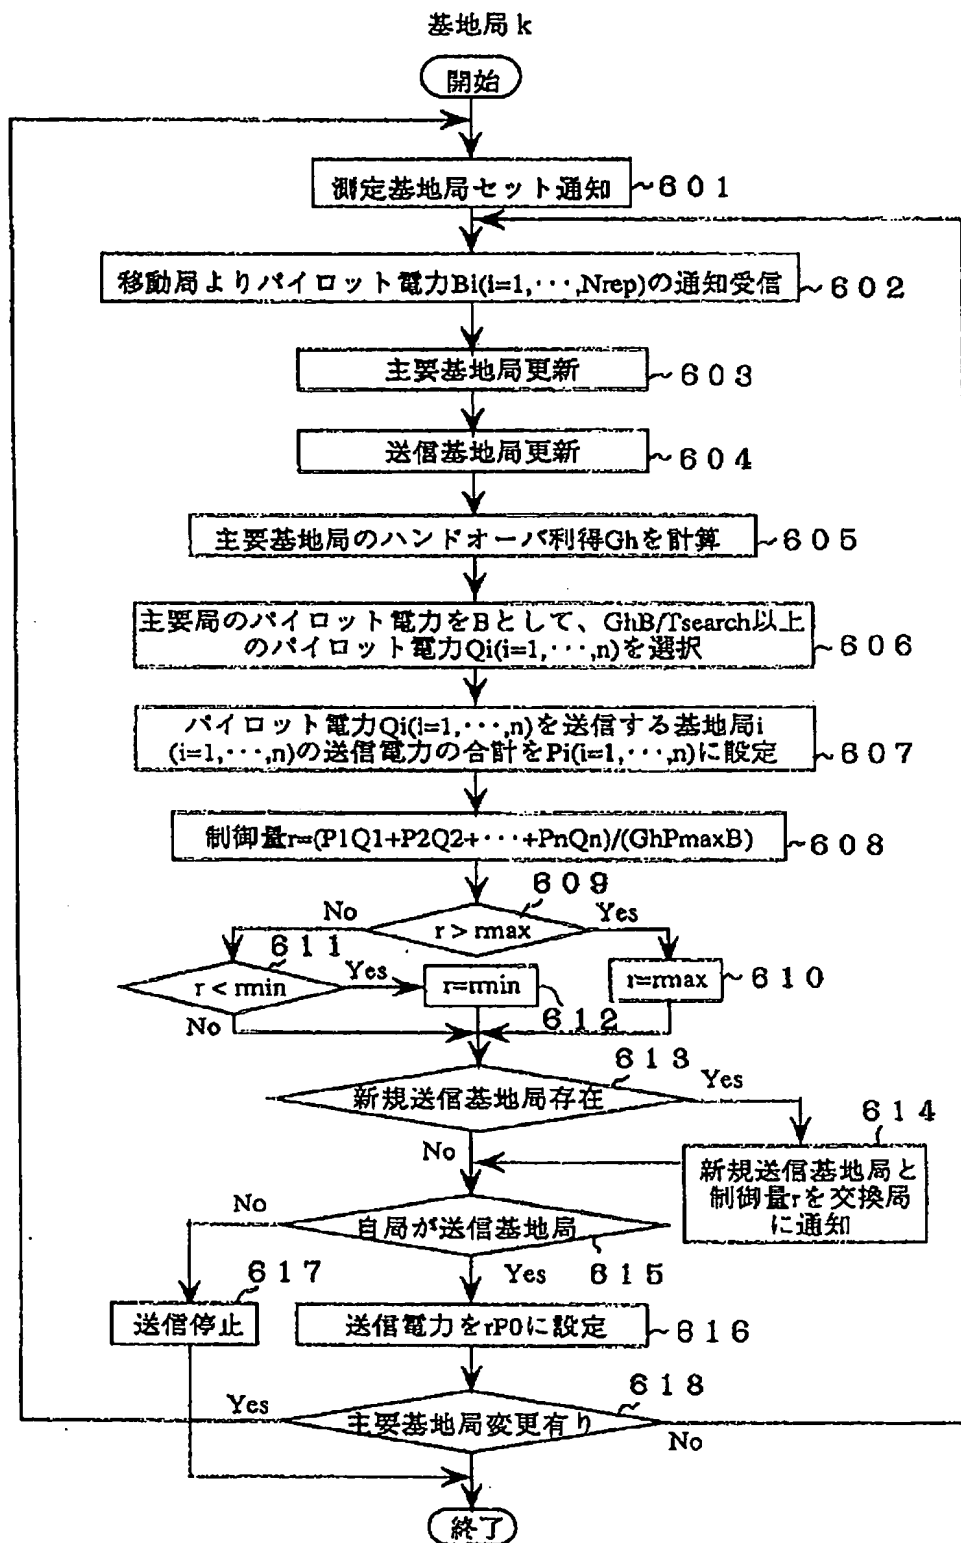 基地局 k
開始
測定基地局セット通知
~601
移動局よりパイロット電力Bi(i=1,···,Nrep)の通知受信
~602
主要基地局更新
~603
送信基地局更新
~604
主要基地局のハンドオーバ利得Ghを計算
~605
主要局のパイロット電力をBとして、GhB/Tsearch以上
のパイロット電力Qi(i=1,···,n)を選択
~606
パイロット電力Qi(i=1,···,n)を送信する基地局i
(i=1,···,n)の送信電力の合計をPi(i=1,···,n)に設定
~607
制御量r=(P1Q1+P2Q2+···+PnQn)/(GhPmaxB)
~608
609
No
r > rmax
Yes
611
r < rmin
Yes
r=rmin
r=rmax
~610
No
612
613
新規送信基地局存在
Yes
614
No
新規送信基地局と
制御量rを交換局
に通知
No
自局が送信基地局
615
617
Yes
送信停止
送信電力をrP0に設定
~616
618
Yes
主要基地局変更有り
No
終了